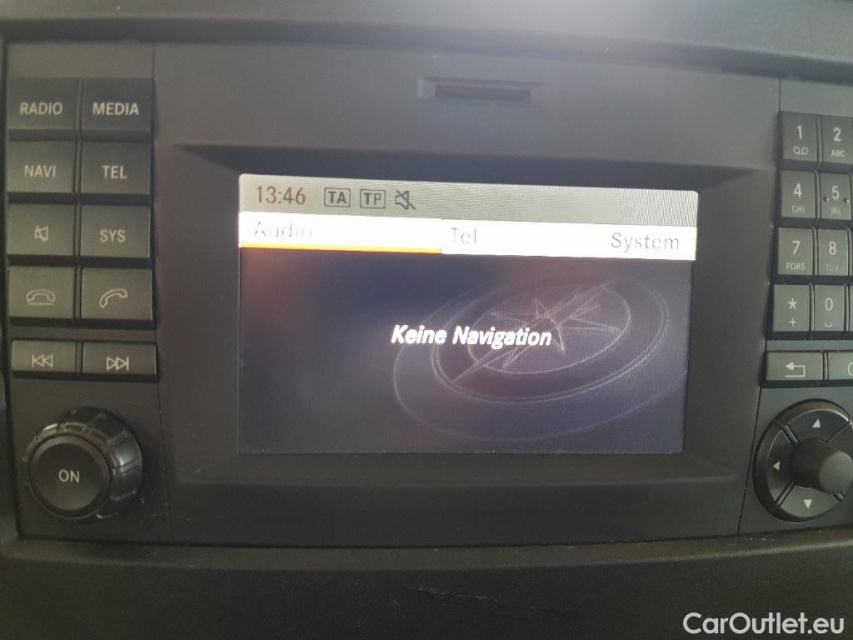 RADIO MEDIA
NAVI TEL
SYS
ON
13:46 TA TP
Audio Tel System
Keine Navigation
1 2
ABC
4 5
GHI JKL
7 8
PQRS TUV
* 0
+
CarOutlet.eu